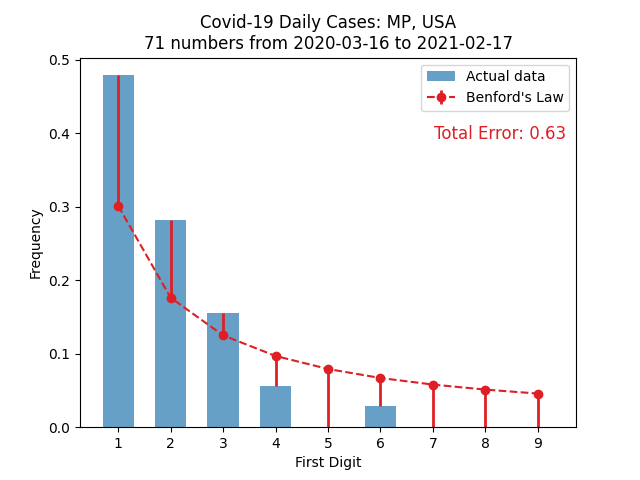 Covid-19 Daily Cases: MP, USA
71 numbers from 2020-03-16 to 2021-02-17
Actual data
Benford's Law
Total Error: 0.63
Frequency
0.5
0.4
0.3
0.2
0.1
0.0
1 2 3 4 5 6 7 8 9
First Digit